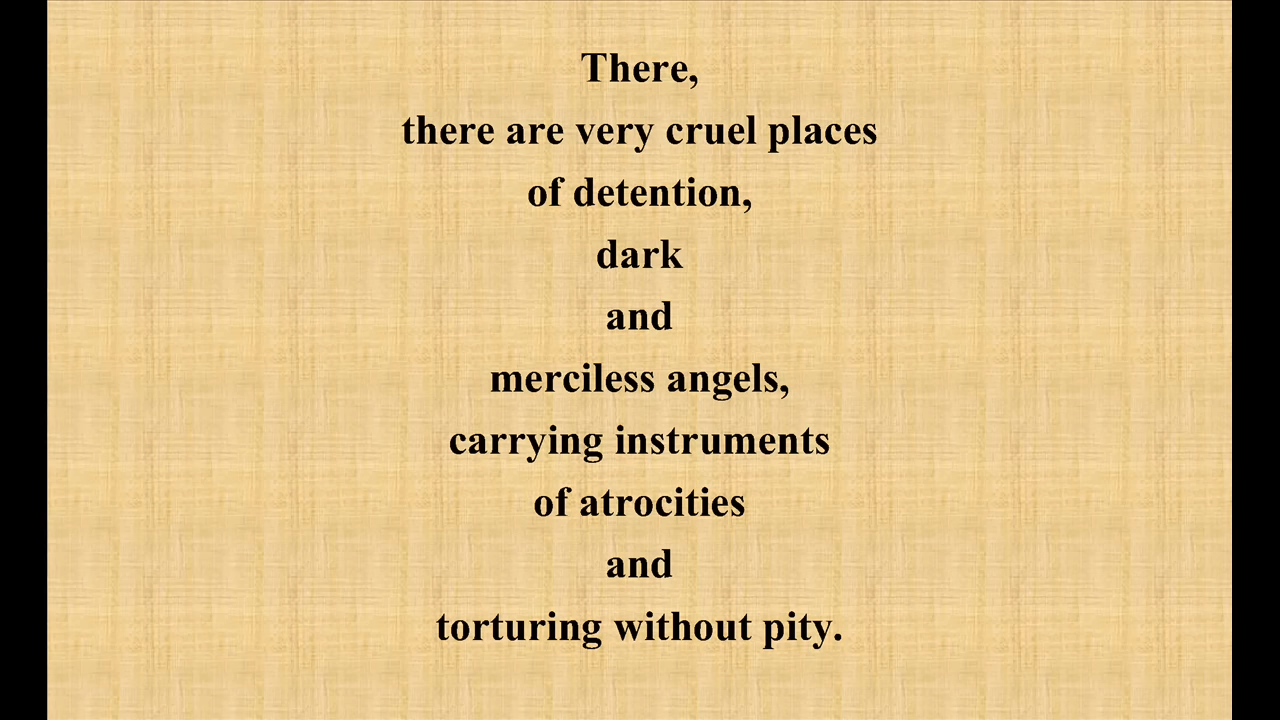 There,
there are very cruel places
of detention,
dark
and
merciless angels,
carrying instruments
of atrocities
and
torturing without pity.